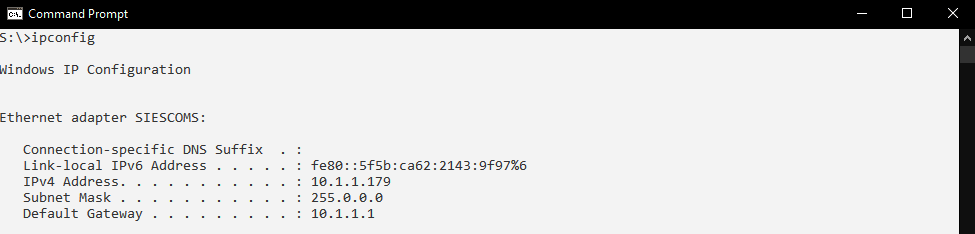 Command Prompt
S:\>ipconfig
Windows IP Configuration
Ethernet adapter SIESCOMS:
Connection-specific DNS Suffix  . :
Link-local IPv6 Address . . . . . : fe80::5f5b:ca62:2143:9f97%6
IPv4 Address. . . . . . . . . . . : 10.1.1.179
Subnet Mask . . . . . . . . . . . : 255.0.0.0
Default Gateway . . . . . . . . . : 10.1.1.1